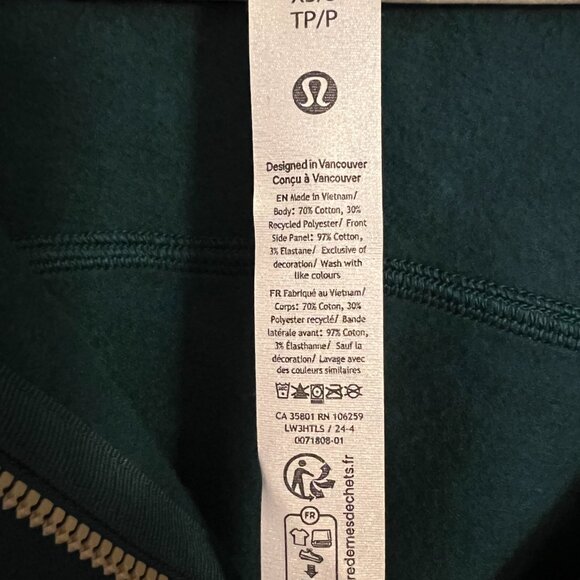 XS/S
TP/P
Designed in Vancouver
Conçu à Vancouver
EN Made in Vietnam/
Body: 70% Cotton, 30%
Recycled Polyester/ Front
Side Panel: 97% Cotton,
3% Elastane/ Exclusive of
decoration/ Wash with
like colours
FR Fabriqué au Vietnam/
Corps: 70% Coton, 30%
Polyester recyclé/ Bande
latérale avant: 97% Coton,
3% Élasthanne/ Sauf la
décoration/ Lavage avec
des couleurs similaires
CA 35801 RN 106259
LW3HTLS / 24-4
0071808-01
FR
redemesdechets.fr